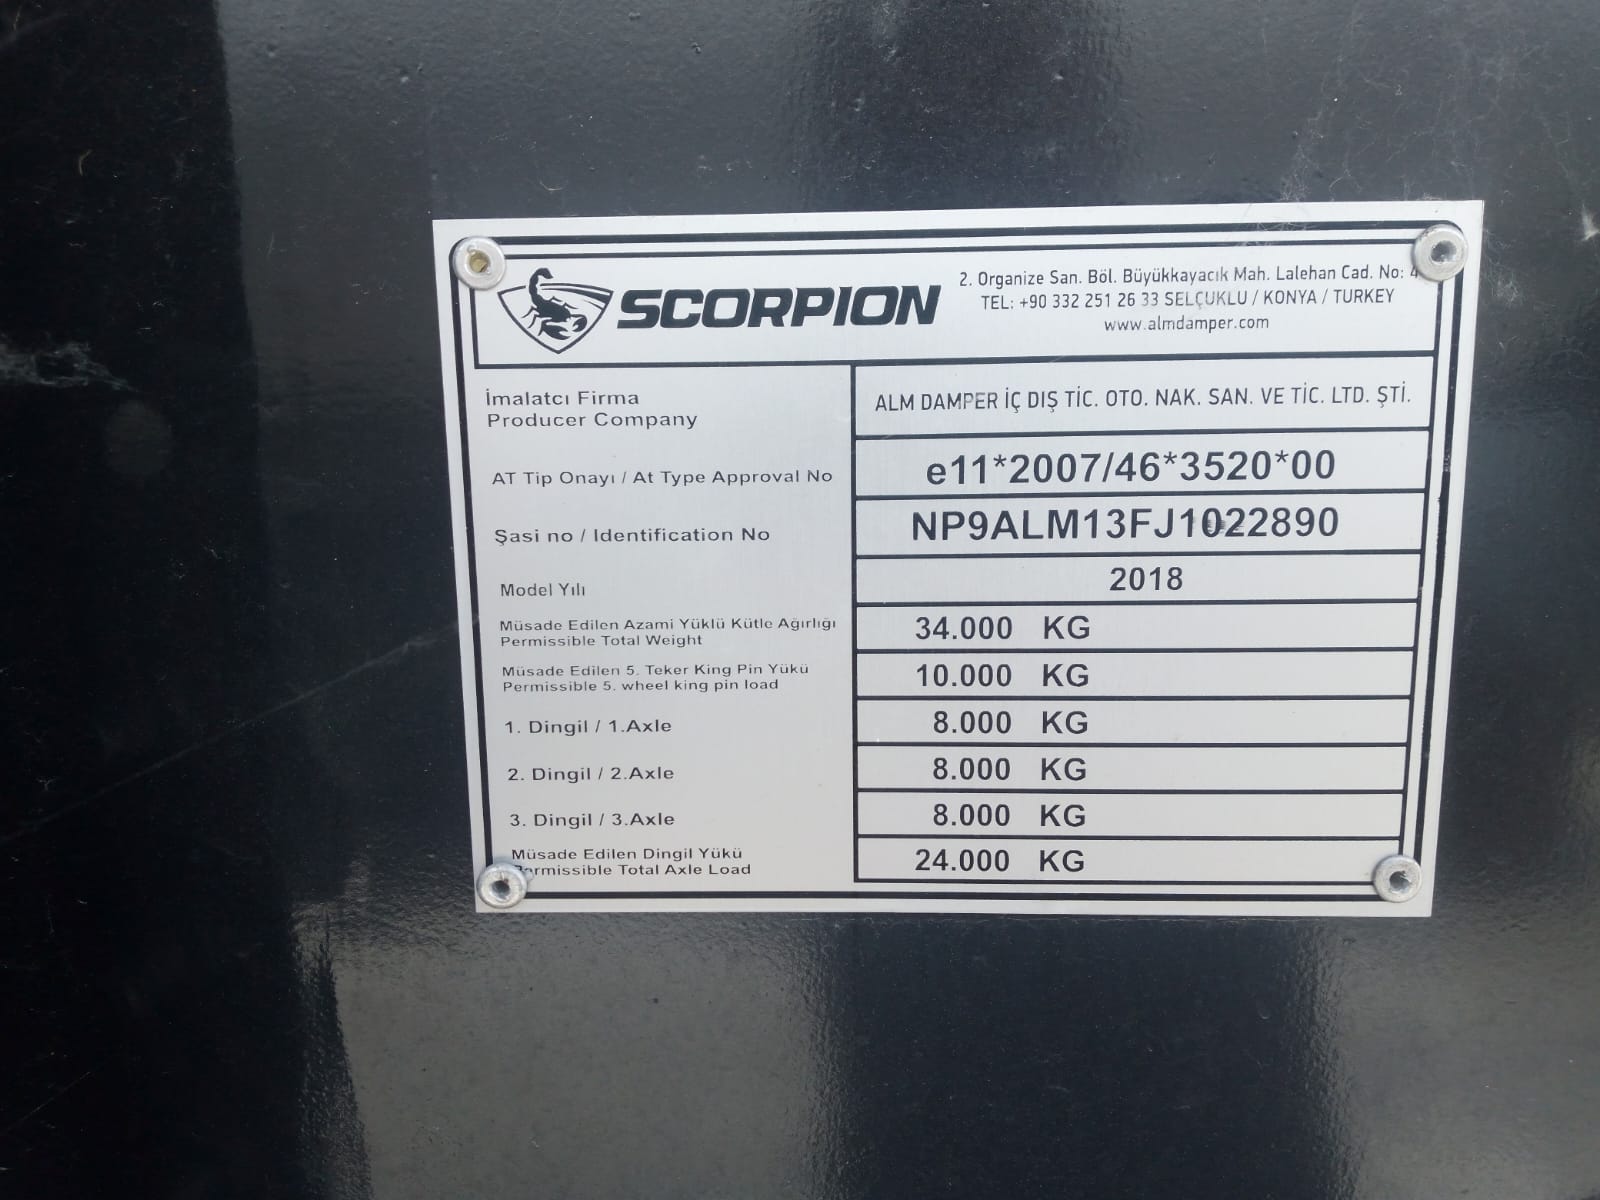 SCORPION
2. Organize San. Böl. Büyükkayacık Mah. Lalehan Cad. No: 4
TEL: +90 332 251 26 33 SELÇUKLU / KONYA / TURKEY
www.almdamper.com
İmalatcı Firma
Producer Company
ALM DAMPER İÇ DIŞ TİC. OTO. NAK. SAN. VE TİC. LTD. ŞTİ.
AT Tip Onayı / At Type Approval No
e11*2007/46*3520*00
Şasi no / Identification No
NP9ALM13FJ1022890
Model Yılı
2018
Müsade Edilen Azami Yüklü Kütle Ağırlığı
Permissible Total Weight
34.000 KG
Müsade Edilen 5. Teker King Pin Yükü
Permissible 5. wheel king pin load
10.000 KG
1. Dingil / 1.Axle
8.000 KG
2. Dingil / 2.Axle
8.000 KG
3. Dingil / 3.Axle
8.000 KG
Müsade Edilen Dingil Yükü
Permissible Total Axle Load
24.000 KG